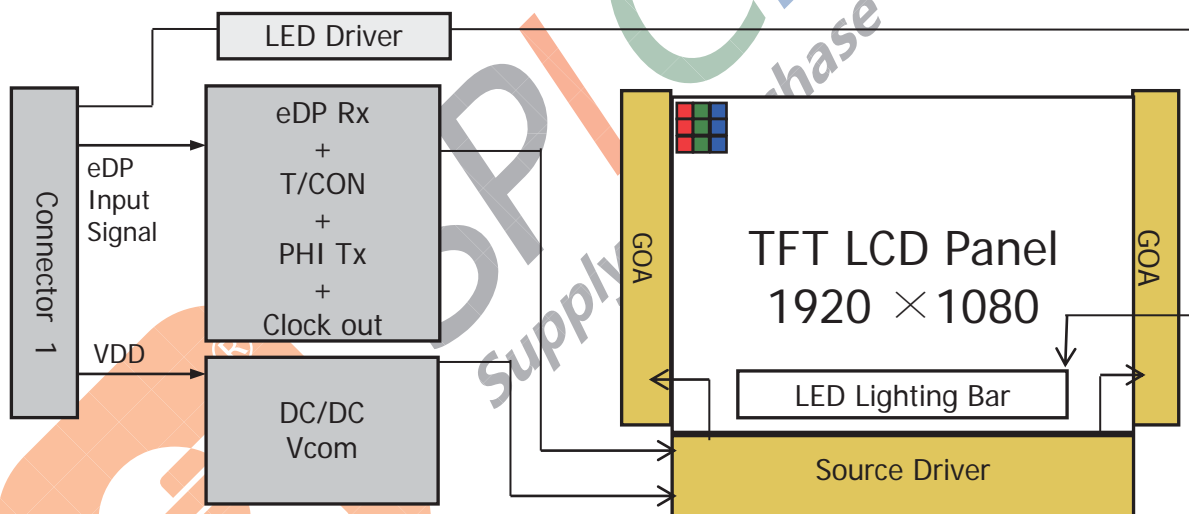 LED Driver
Connector 1
eDP
Input
Signal
VDD
eDP Rx
+
T/CON
+
PHI Tx
+
Clock out
DC/DC
Vcom
GOA
TFT LCD Panel
1920 ×1080
GOA
LED Lighting Bar
Source Driver
Supply
®